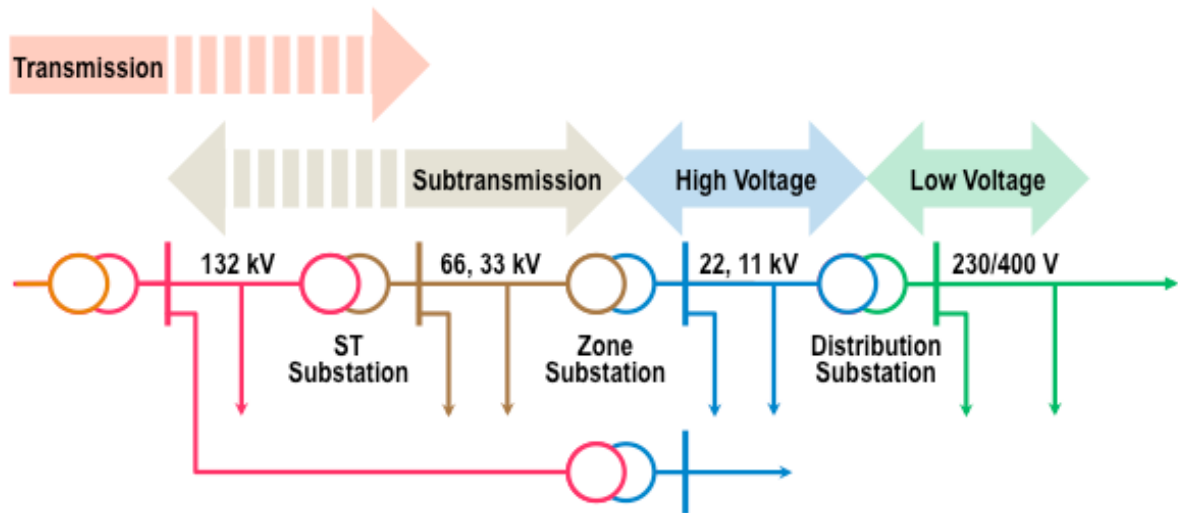 Transmission
Subtransmission
High Voltage
Low Voltage
132 kV
66, 33 kV
22, 11 kV
230/400 V
ST
Substation
Zone
Substation
Distribution
Substation